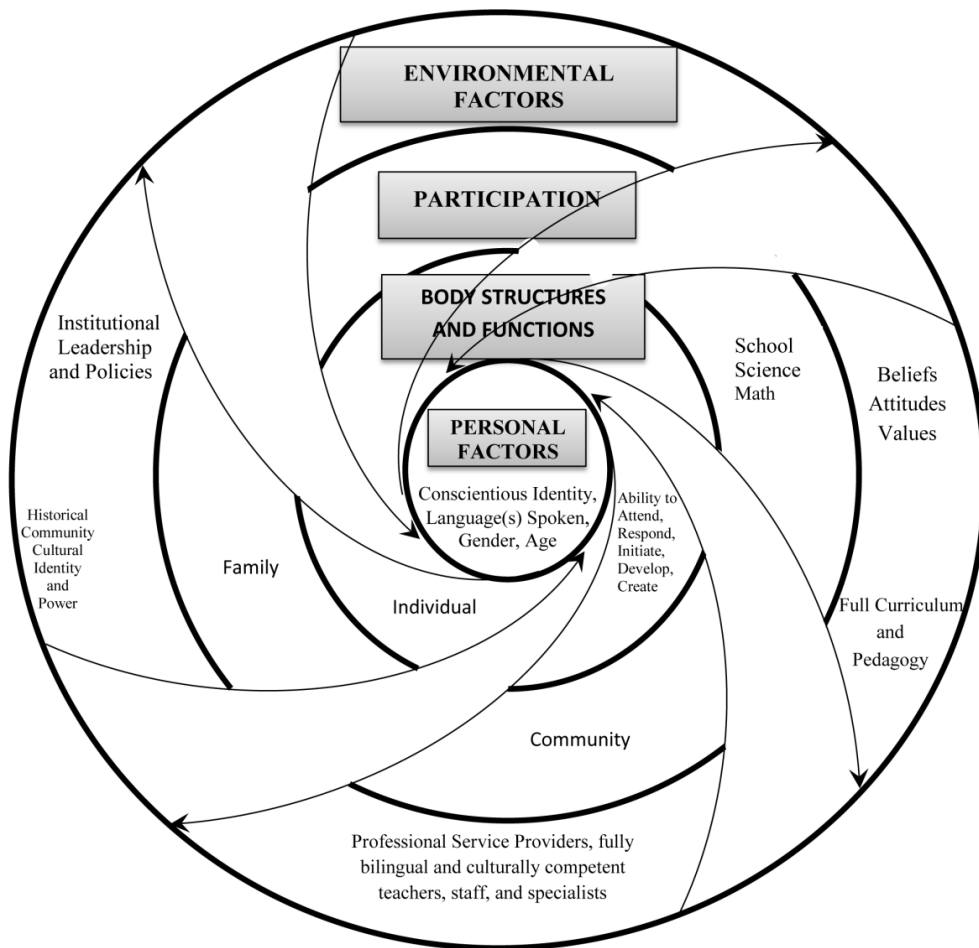 ENVIRONMENTAL
FACTORS
PARTICIPATION
BODY STRUCTURES
AND FUNCTIONS
PERSONAL
FACTORS
Conscientious Identity,
Language(s) Spoken,
Gender, Age
Institutional
Leadership
and Policies
Historical
Community
Cultural
Identity
and
Power
Family
Individual
Ability to
Attend,
Respond,
Initiate,
Develop,
Create
School
Science
Math
Beliefs
Attitudes
Values
Full Curriculum
and
Pedagogy
Community
Professional Service Providers, fully
bilingual and culturally competent
teachers, staff, and specialists